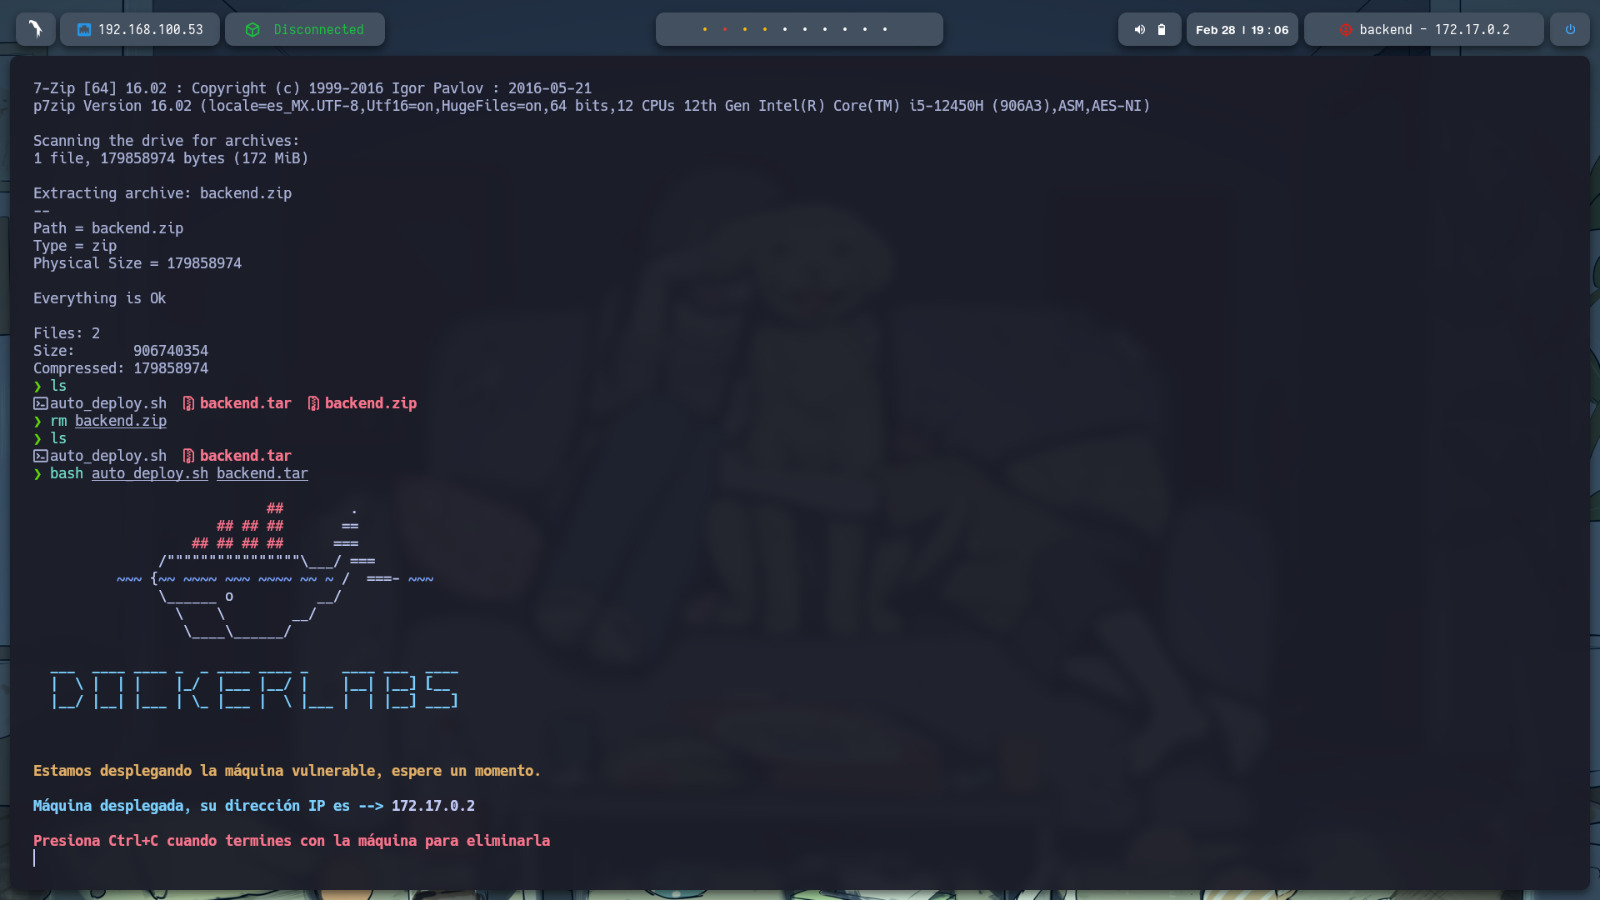 192.168.100.53
Disconnected
Feb 28 | 19 : 06
backend - 172.17.0.2
7-Zip [64] 16.02 : Copyright (c) 1999-2016 Igor Pavlov : 2016-05-21
p7zip Version 16.02 (locale=es_MX.UTF-8,Utf16=on,HugeFiles=on,64 bits,12 CPUs 12th Gen Intel(R) Core(TM) i5-12450H (906A3),ASM,AES-NI)
Scanning the drive for archives:
1 file, 179858974 bytes (172 MiB)
Extracting archive: backend.zip
--
Path = backend.zip
Type = zip
Physical Size = 179858974
Everything is Ok
Files: 2
Size: 906740354
Compressed: 179858974
❯ ls
auto_deploy.sh backend.tar backend.zip
❯ rm backend.zip
❯ ls
auto_deploy.sh backend.tar
❯ bash auto_deploy.sh backend.tar
DOCKERLABS
Estamos desplegando la máquina vulnerable, espere un momento.
Máquina desplegada, su dirección IP es --> 172.17.0.2
Presiona Ctrl+C cuando termines con la máquina para eliminarla